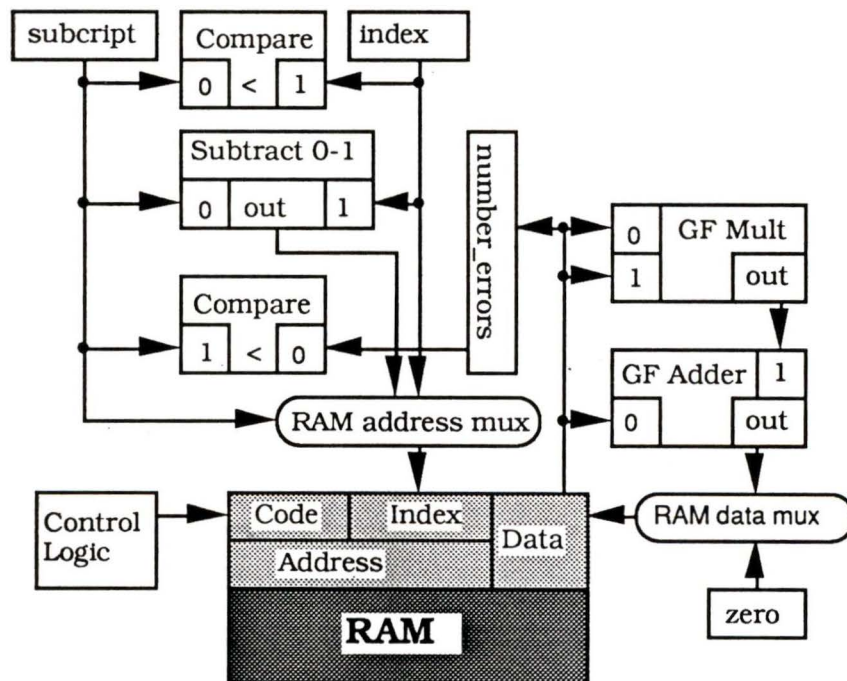 subcript
Compare
index
0 < 1
Subtract 0-1
0 out 1
number_errors
0 GF Mult
1 out
Compare
1 < 0
GF Adder 1
0 out
RAM address mux
Control
Logic
Code Index
Data
Address
RAM data mux
RAM
zero